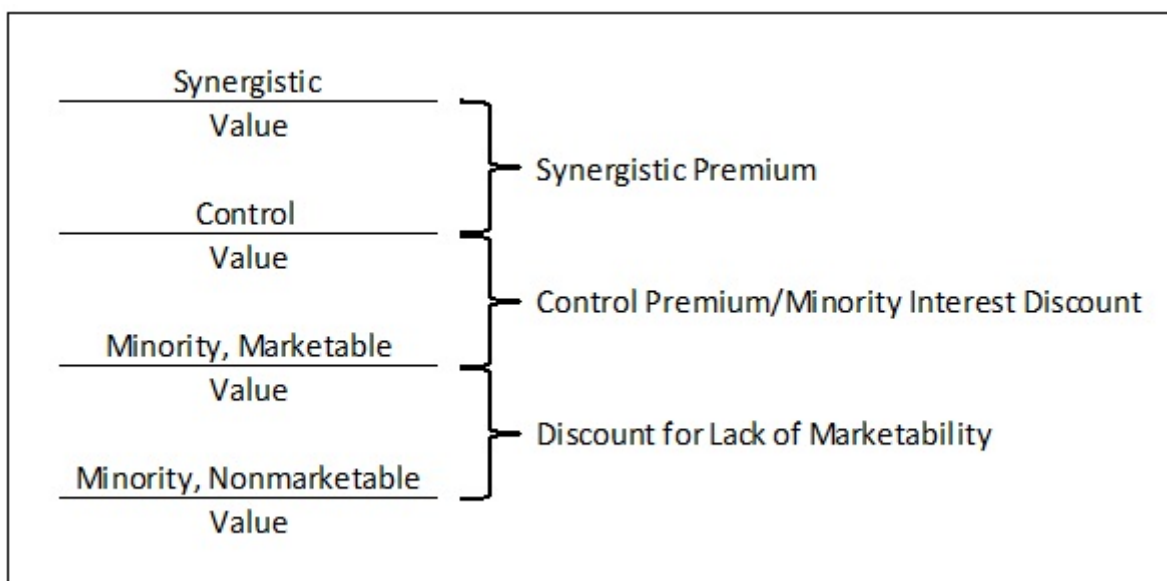 Synergistic
Value
Synergistic Premium
Control
Value
Control Premium/Minority Interest Discount
Minority, Marketable
Value
Discount for Lack of Marketability
Minority, Nonmarketable
Value